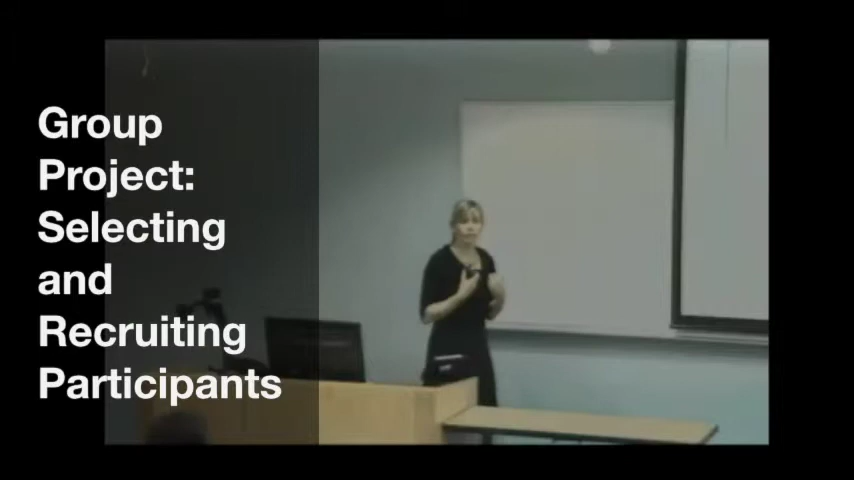 Group
Project:
Selecting
and
Recruiting
Participants